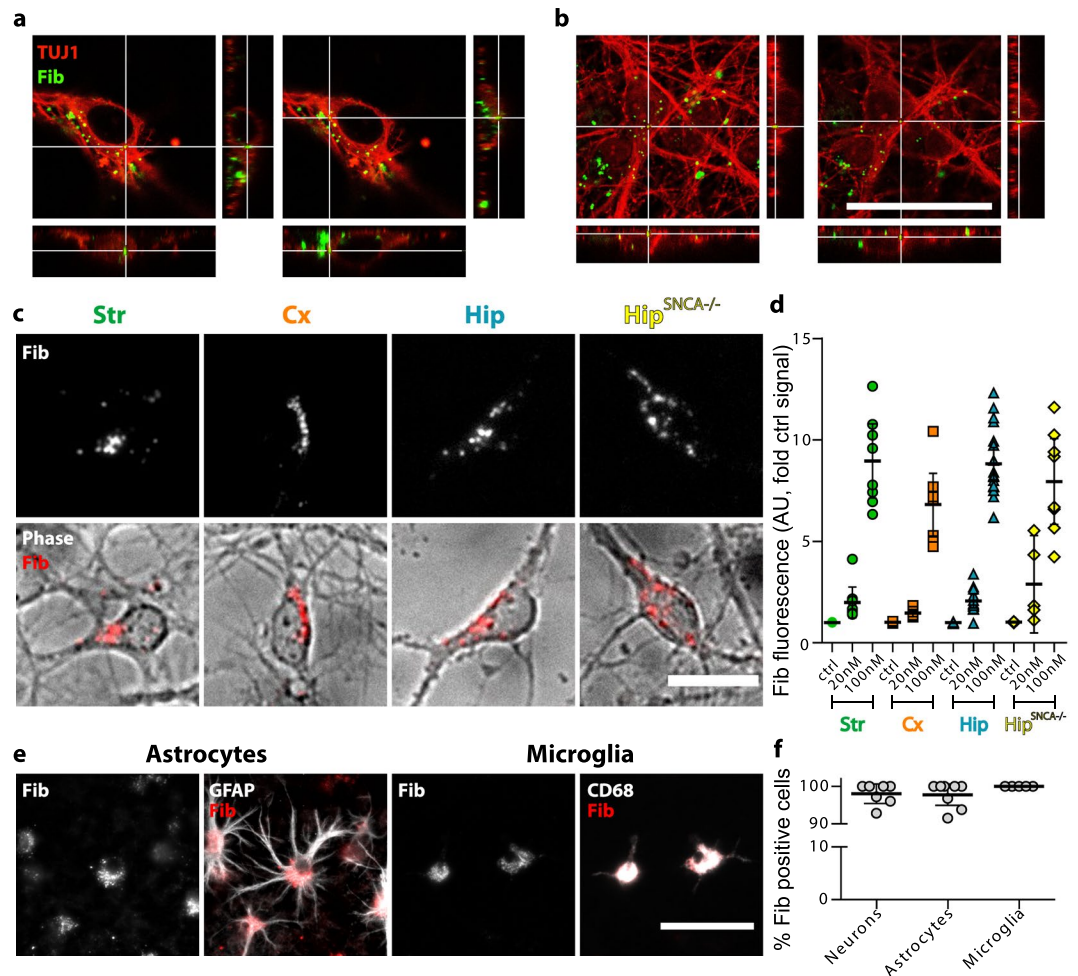 a
b
TUJ1
Fib
c
Str
Cx
Hip
Hip SNCA-/-
d
Fib
Phase
Fib
Fib fluorescence (AU, fold ctrl signal)
15
10
5
0
ctrl
20nM
100nM
ctrl
20nM
100nM
ctrl
20nM
100nM
ctrl
20nM
100nM
Str
Cx
Hip
Hip SNCA-/-
e
Astrocytes
Microglia
Fib
GFAP
Fib
Fib
CD68
Fib
f
% Fib positive cells
100
90
10
0
Neurons
Astrocytes
Microglia